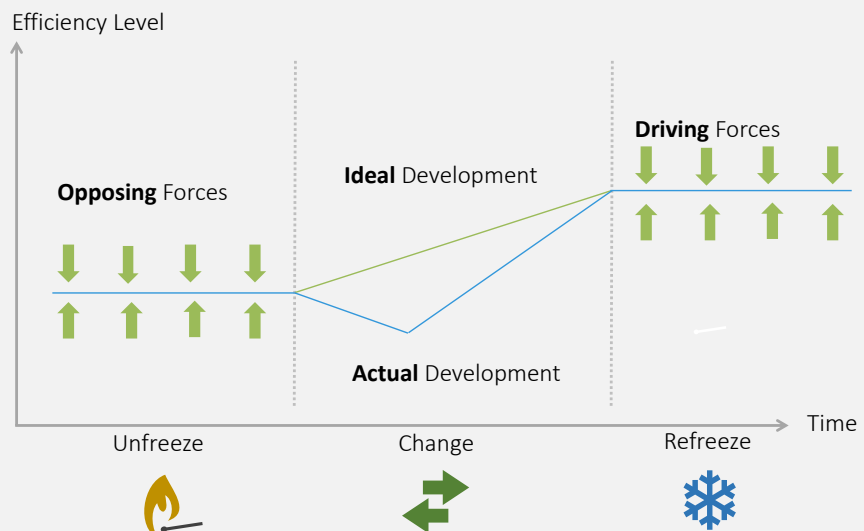 Efficiency Level
Driving Forces
Ideal Development
Opposing Forces
Actual Development
Time
Unfreeze
Change
Refreeze